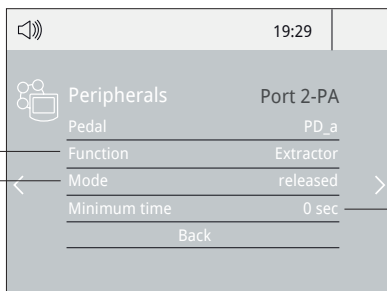 19:29
Peripherals Port 2-PA
Pedal PD_a
Function Extractor
Mode released
Minimum time 0 sec
Back